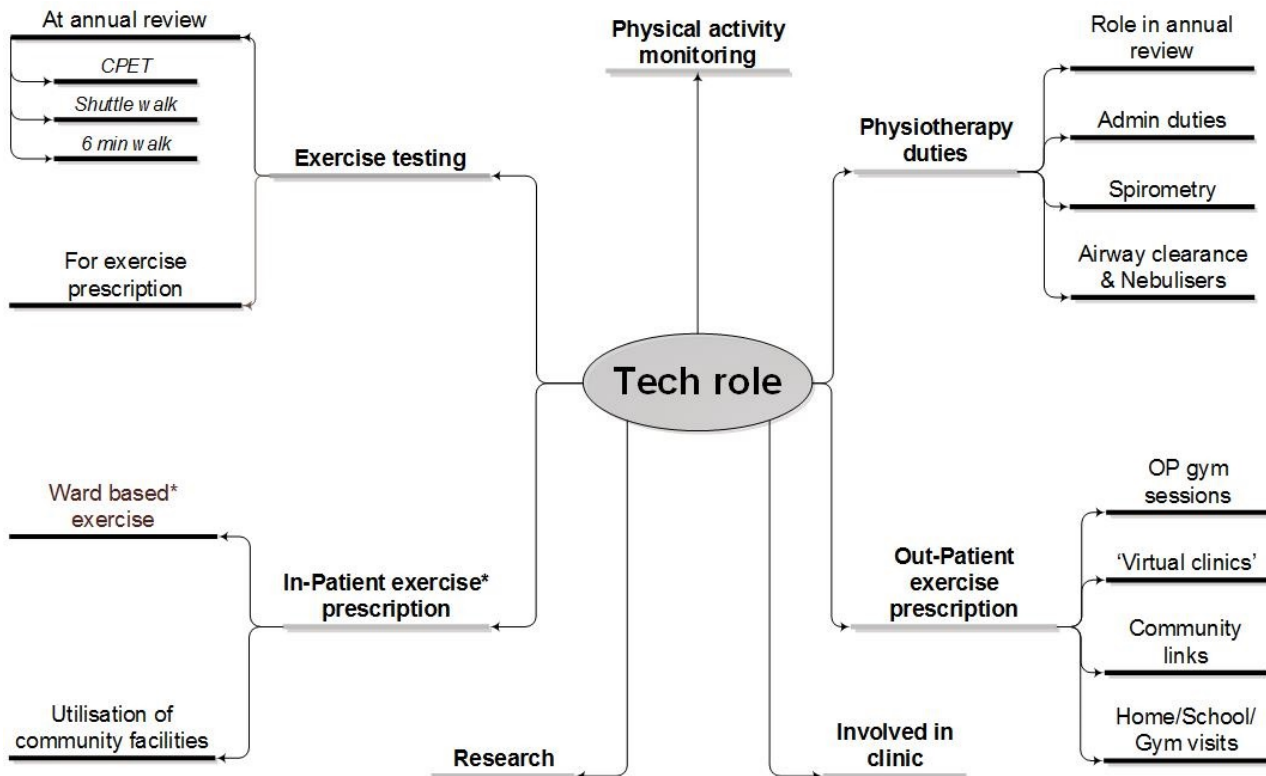 At annual review
CPET
Shuttle walk
6 min walk
Exercise testing
For exercise
prescription
Physical activity
monitoring
Physiotherapy
duties
Role in annual
review
Admin duties
Spirometry
Airway clearance
& Nebulisers
Tech role
Ward based*
exercise
In-Patient exercise*
prescription
Utilisation of
community facilities
Research
Involved in
clinic
Out-Patient
exercise
prescription
OP gym
sessions
‘Virtual clinics’
Community
links
Home/School/
Gym visits